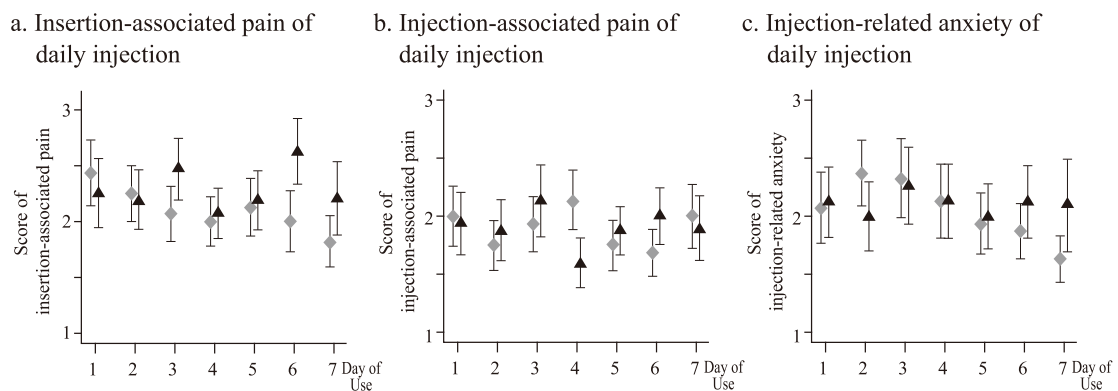 a. Insertion-associated pain of
daily injection
b. Injection-associated pain of
daily injection
c. Injection-related anxiety of
daily injection
Score of
insertion-associated pain
3
2
1
1 2 3 4 5 6 7 Day of
Use
Score of
injection-associated pain
3
2
1
1 2 3 4 5 6 7 Day of
Use
Score of
injection-related anxiety
3
2
1
1 2 3 4 5 6 7 Day of
Use